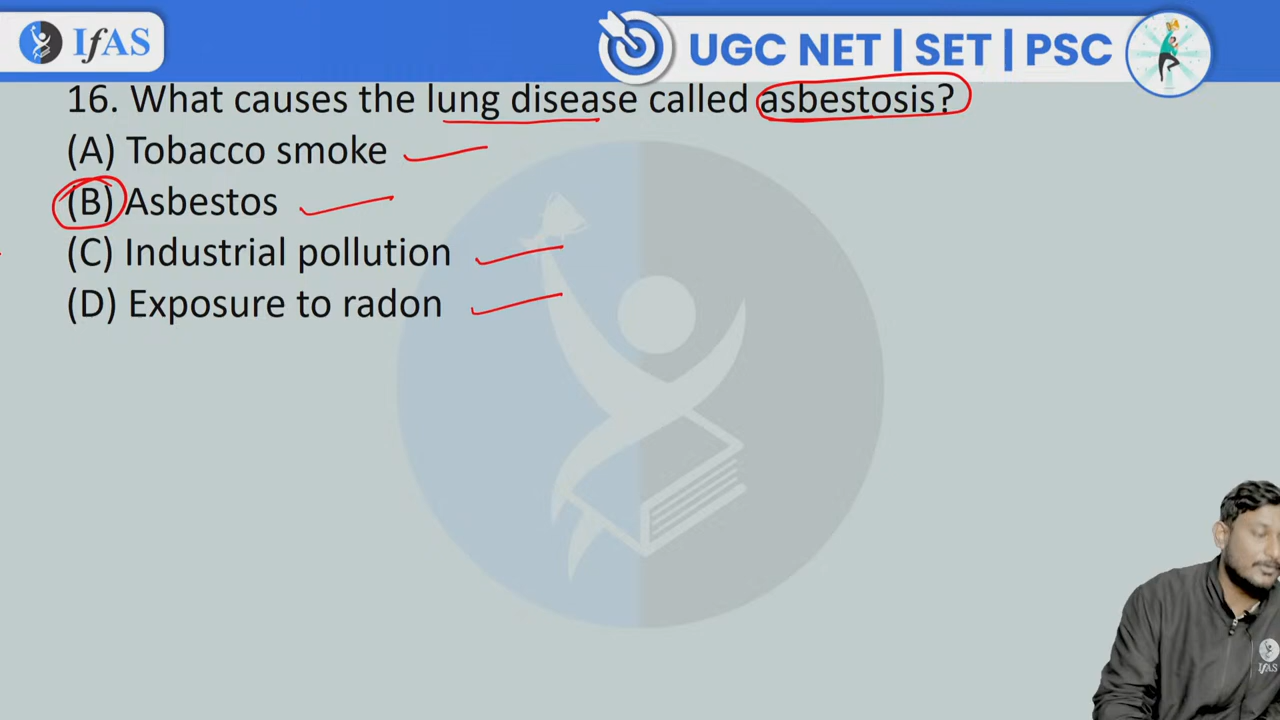 IfAS
UGC NET | SET | PSC
16. What causes the lung disease called asbestosis?
(A) Tobacco smoke
(B) Asbestos
(C) Industrial pollution
(D) Exposure to radon
IfAS